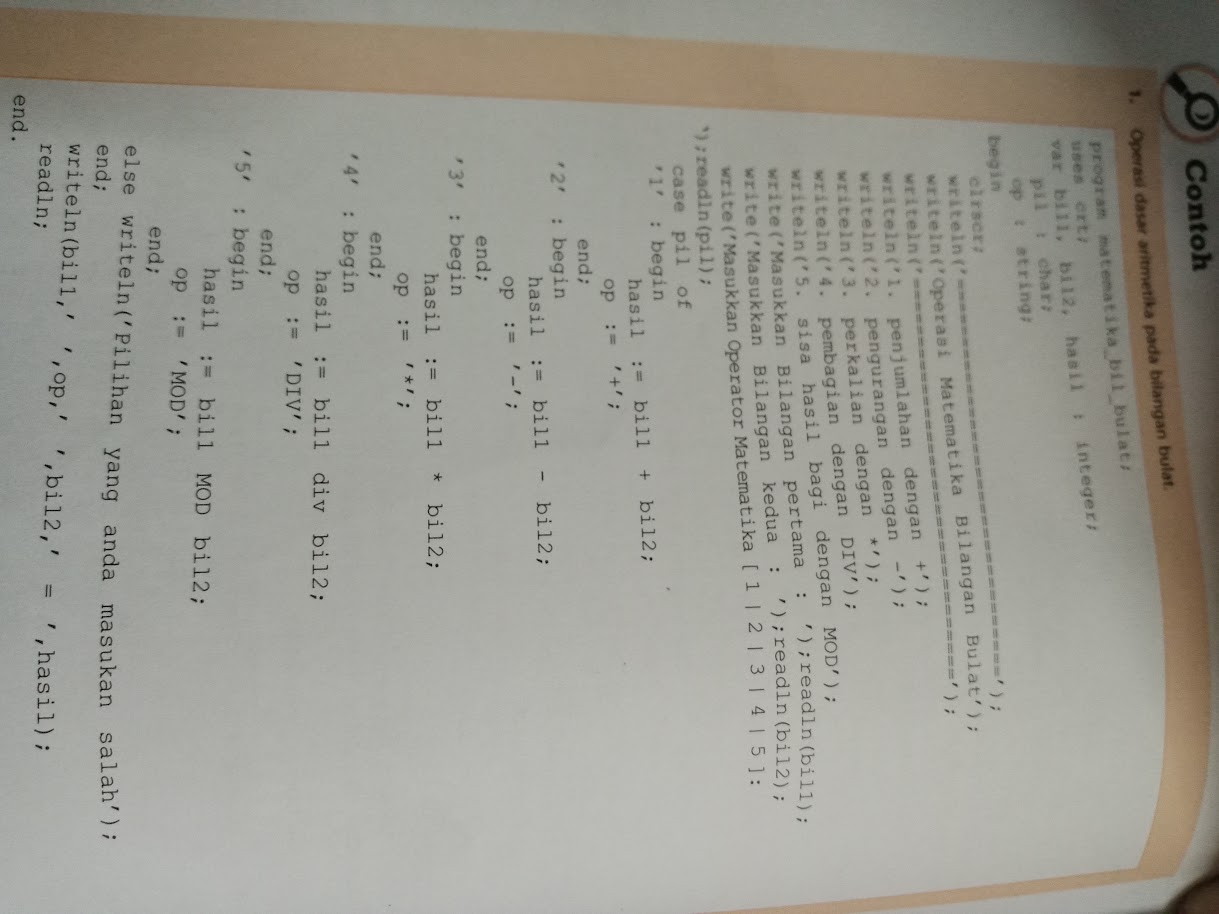 Contoh
1. Operasi dasar aritmetika pada bilangan bulat.
program matematika_bil_bulat;
uses crt;
var bil1, bil2, hasil : integer;
pil : char;
op : string;
begin
clrscr;
writeln('==================================');
writeln('Operasi Matematika Bilangan Bulat');
writeln('==================================');
writeln('1. penjumlahan dengan +');
writeln('2. pengurangan dengan -');
writeln('3. perkalian dengan *');
writeln('4. pembagian dengan DIV');
writeln('5. sisa hasil bagi dengan MOD');
write('Masukkan Bilangan pertama : ');readln(bil1);
write('Masukkan Bilangan kedua : ');readln(bil2);
write('Masukkan Operator Matematika [ 1 | 2 | 3 | 4 | 5 ]:
');readln(pil);
case pil of
'1' : begin
hasil := bil1 + bil2;
op := '+';
end;
'2' : begin
hasil := bil1 - bil2;
op := '-';
end;
'3' : begin
hasil := bil1 * bil2;
op := '*';
end;
'4' : begin
hasil := bil1 div bil2;
op := 'DIV';
end;
'5' : begin
hasil := bil1 MOD bil2;
op := 'MOD';
end;
else writeln('Pilihan yang anda masukan salah');
end;
writeln(bil1,' ',op,' ',bil2,' = ',hasil);
readln;
end.